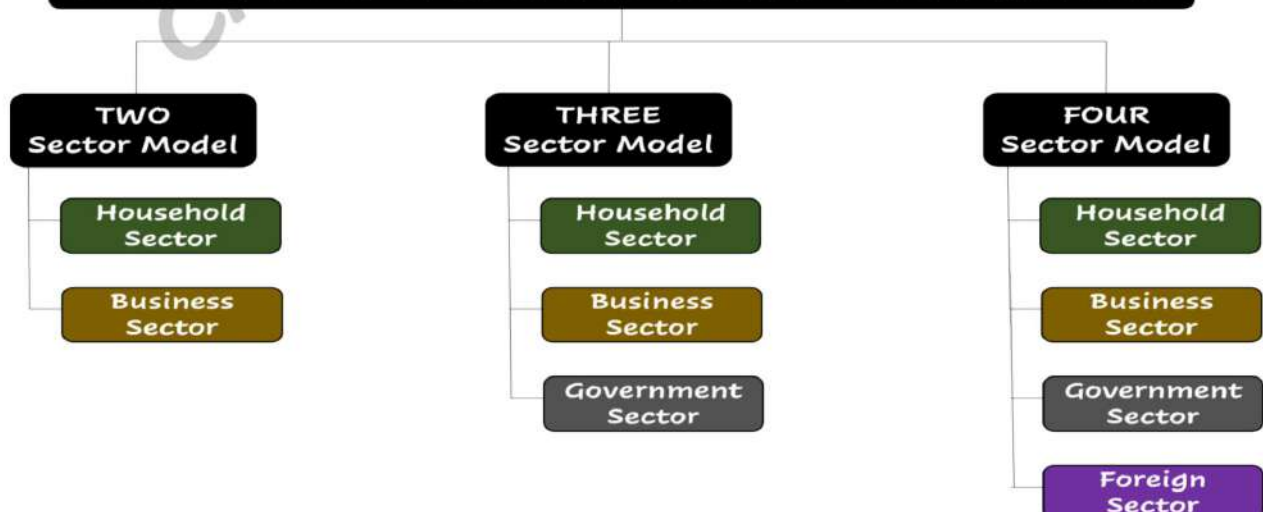 TWO
Sector Model
Household
Sector
Business
Sector
THREE
Sector Model
Household
Sector
Business
Sector
Government
Sector
FOUR
Sector Model
Household
Sector
Business
Sector
Government
Sector
Foreign
Sector